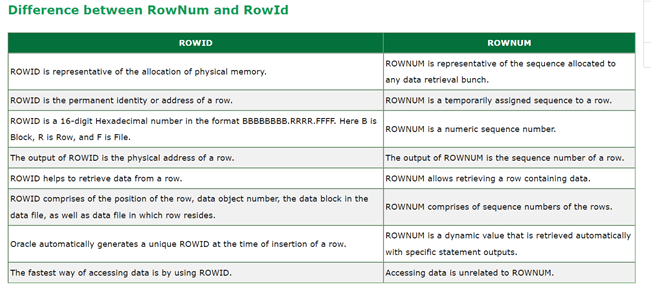 Difference between RowNum and RowId
ROWID ROWNUM
ROWID is representative of the allocation of physical memory.
ROWNUM is representative of the sequence allocated to
any data retrieval bunch.
ROWID is the permanent identity or address of a row.
ROWNUM is a temporarily assigned sequence to a row.
ROWID is a 16-digit Hexadecimal number in the format BBBBBBBB.RRRR.FFFF. Here B is
Block, R is Row, and F is File.
ROWNUM is a numeric sequence number.
The output of ROWID is the physical address of a row.
The output of ROWNUM is the sequence number of a row.
ROWID helps to retrieve data from a row.
ROWNUM allows retrieving a row containing data.
ROWID comprises of the position of the row, data object number, the data block in the
data file, as well as data file in which row resides.
ROWNUM comprises of sequence numbers of the rows.
Oracle automatically generates a unique ROWID at the time of insertion of a row.
ROWNUM is a dynamic value that is retrieved automatically
with specific statement outputs.
The fastest way of accessing data is by using ROWID.
Accessing data is unrelated to ROWNUM.